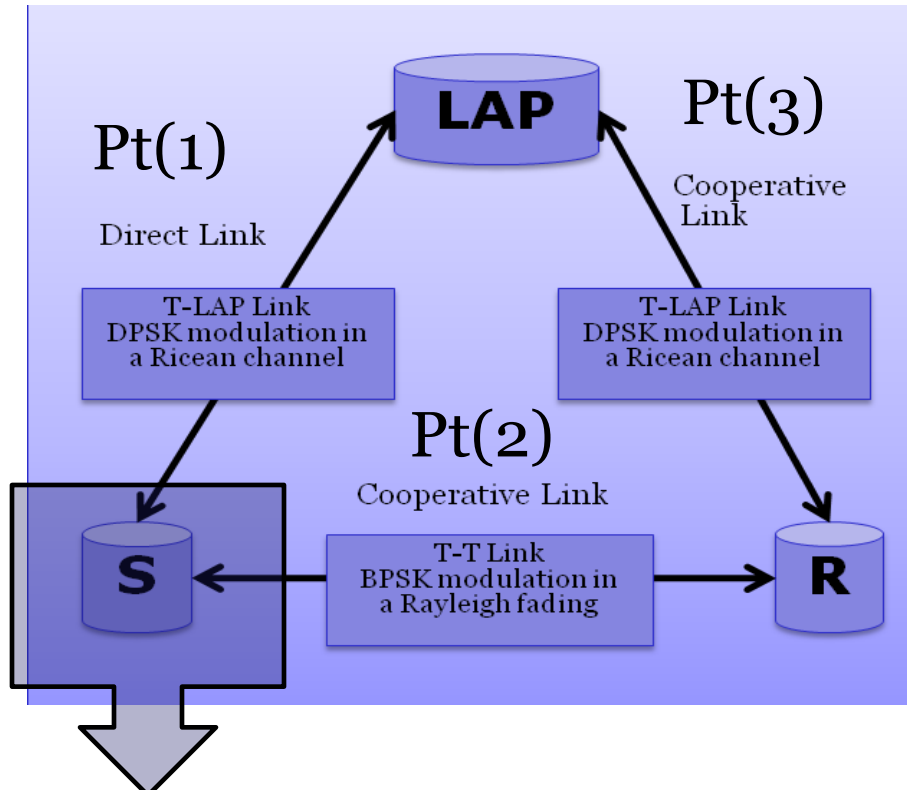 LAP
Pt(1)
Pt(3)
Cooperative
Link
Direct Link
T-LAP Link
DPSK modulation in
a Ricean channel
T-LAP Link
DPSK modulation in
a Ricean channel
Pt(2)
Cooperative Link
S
T-T Link
BPSK modulation in
a Rayleigh fading
R